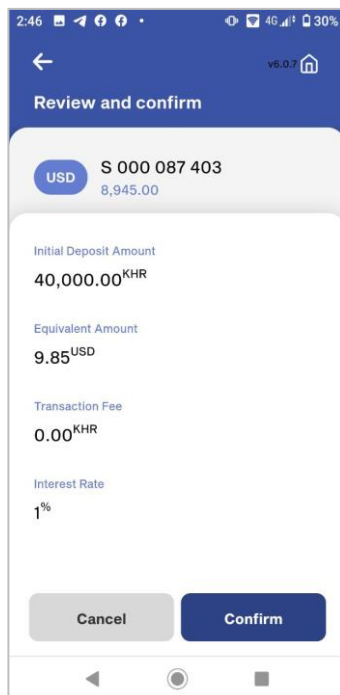 2:46
4G 30%
v6.0.7
Review and confirm
USD
S 000 087 403
8,945.00
Initial Deposit Amount
40,000.00KHR
Equivalent Amount
9.85USD
Transaction Fee
0.00KHR
Interest Rate
1%
Cancel
Confirm